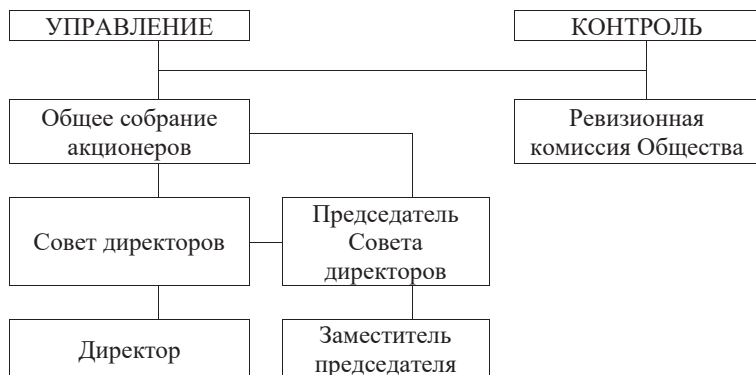 УПРАВЛЕНИЕ
КОНТРОЛЬ
Общее собрание
акционеров
Ревизионная
комиссия Общества
Совет директоров
Председатель
Совета
директоров
Директор
Заместитель
председателя